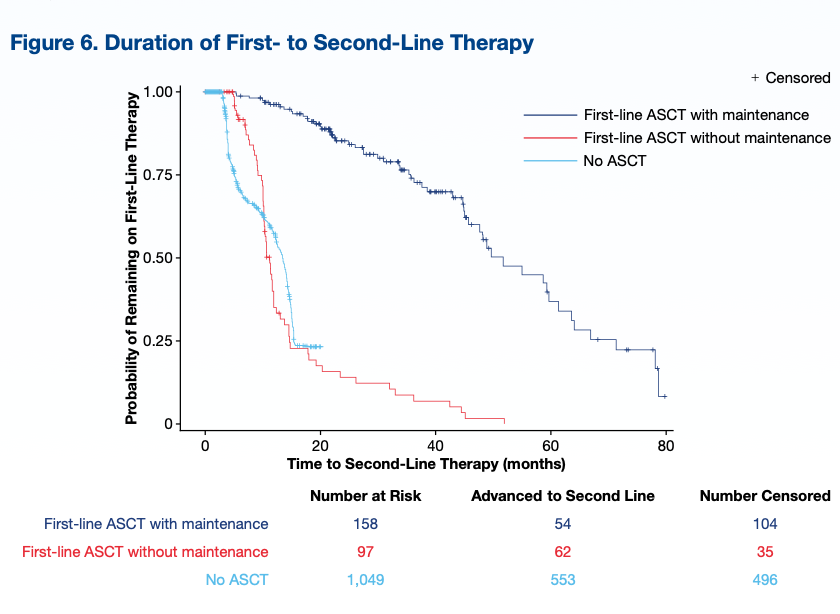 Figure 6. Duration of First- to Second-Line Therapy
+ Censored
First-line ASCT with maintenance
First-line ASCT without maintenance
No ASCT
Probability of Remaining on First-Line Therapy
1.00
0.75
0.50
0.25
0
0 20 40 60 80
Time to Second-Line Therapy (months)
Number at Risk Advanced to Second Line Number Censored
First-line ASCT with maintenance 158 54 104
First-line ASCT without maintenance 97 62 35
No ASCT 1,049 553 496